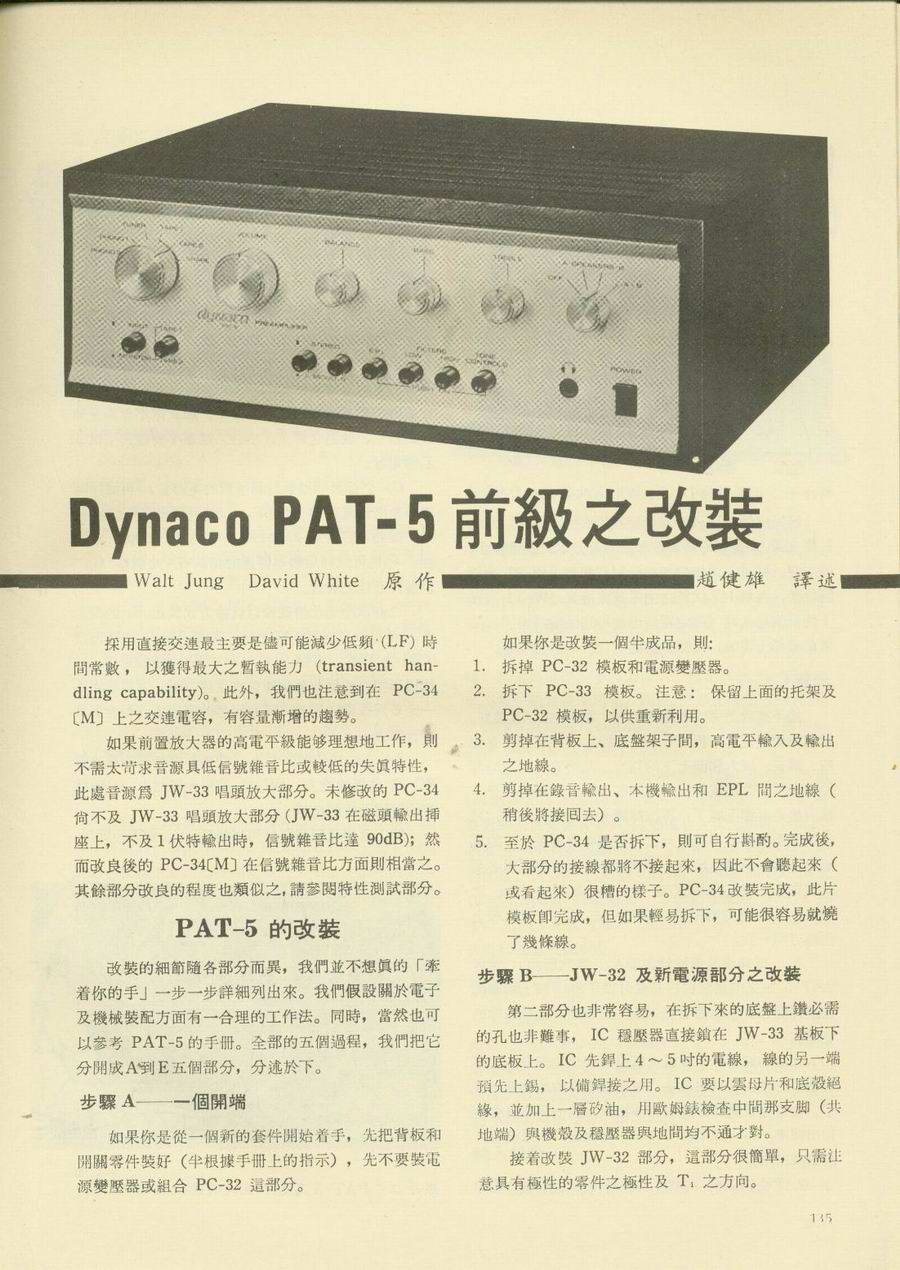 TUNER
TAPE
VOLUME
BALANCE
BASS
TREBLE
A-SPEAKERS-B
OFF
A+B
dynaco
PREAMPLIFIER
INPUT
TAPE 1
STEREO
EPL
FILTERS
LOW
HIGH
TONE
CONTROLS
POWER
Dynaco PAT-5前級之改裝
Walt Jung David White 原作
趙健雄 譯述
採用直接交連最主要是儘可能減少低頻(LF) 時
間常數，以獲得最大之暫執能力 (transient han-
dling capability)。此外，我們也注意到在 PC-34
〔M〕上之交連電容，有容量漸增的趨勢。
如果前置放大器的高電平級能够理想地工作，則
不需太苛求音源具低信號雜音比或較低的失眞特性，
此處音源爲 JW-33 唱頭放大部分。未修改的 PC-34
尙不及 JW-33 唱頭放大部分(JW-33 在磁頭輸出插
座上，不及1伏特輸出時，信號雜音比達 90dB)；然
而改良後的 PC-34〔M〕在信號雜音比方面則相當之。
其餘部分改良的程度也類似之，請參閱特性測試部分。
PAT-5 的改裝
改裝的細節隨各部分而異，我們並不想眞的「牽
着你的手」一步一步詳細列出來。我們假設關於電子
及機械裝配方面有一合理的工作法。同時，當然也可
以參考 PAT-5的手冊。全部的五個過程，我們把它
分開成A到E五個部分，分述於下。
步驟 A——一個開端
如果你是從一個新的套件開始着手，先把背板和
開關零件裝好（半根據手冊上的指示），先不要裝電
源變壓器或組合 PC-32 這部分。
如果你是改裝一個半成品，則:
1. 拆掉 PC-32 模板和電源變壓器。
2. 拆下 PC-33 模板。注意：保留上面的托架及
PC-32 模板，以供重新利用。
3. 剪掉在背板上、底盤架子間，高電平輸入及輸出
之地線。
4. 剪掉在錄音輸出、本機輸出和 EPL 間之地線（
稍後將接回去）。
5. 至於 PC-34 是否拆下，則可自行斟酌。完成後，
大部分的接線都將不接起來，因此不會聽起來（
或看起來）很糟的樣子。PC-34改裝完成，此片
模板卽完成，但如果輕易拆下，可能很容易就燒
了幾條線。
步驟 B——JW-32 及新電源部分之改裝
第二部分也非常容易，在拆下來的底盤上鑽必需
的孔也非難事，IC 穩壓器直接鎖在 JW-33 基板下
的底板上。IC 先銲上4～5吋的電線，線的另一端
預先上錫，以備銲接之用。IC 要以雲母片和底殼絕
緣，並加上一層矽油，用歐姆錶檢查中間那支脚（共
地端）與機殼及穩壓器與地間均不通才對。
接着改裝 JW-32 部分，這部分很簡單，只需注
意具有極性的零件之極性及 T₁ 之方向。
135